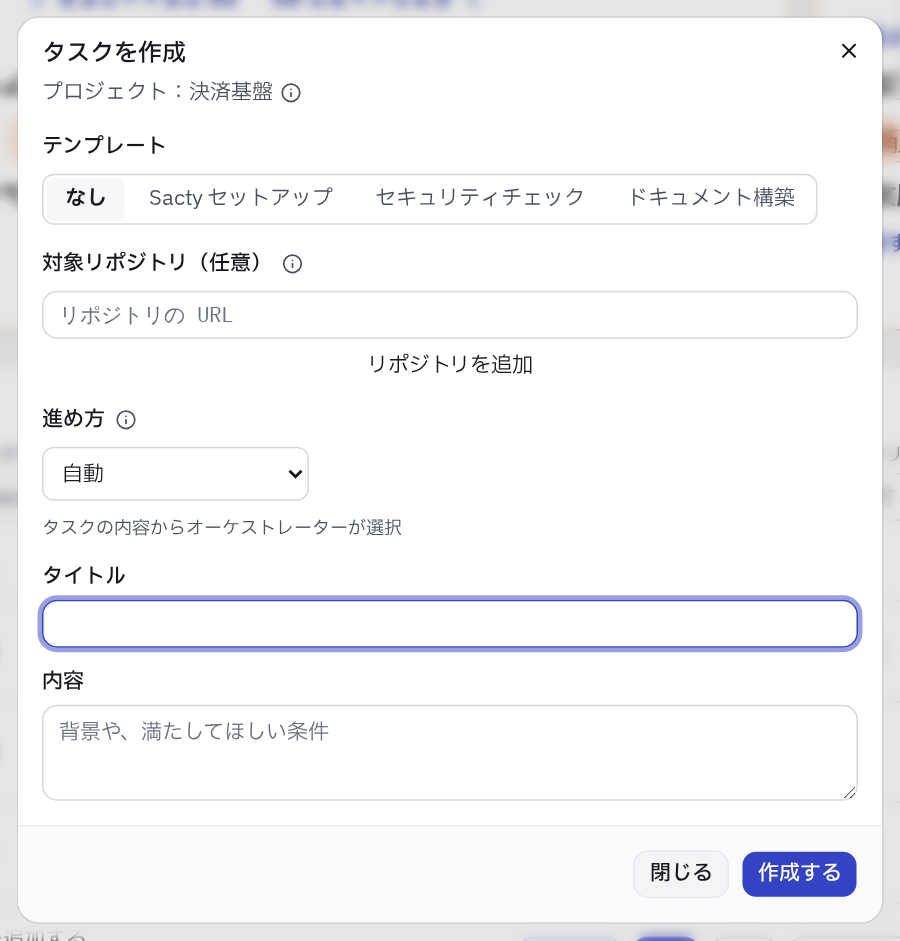 タスクを作成
プロジェクト：決済基盤
テンプレート
なし Sacty セットアップ セキュリティチェック ドキュメント構築
対象リポジトリ（任意）
リポジトリの URL
リポジトリを追加
進め方
自動
タスクの内容からオーケストレーターが選択
タイトル
内容
背景や、満たしてほしい条件
閉じる 作成する